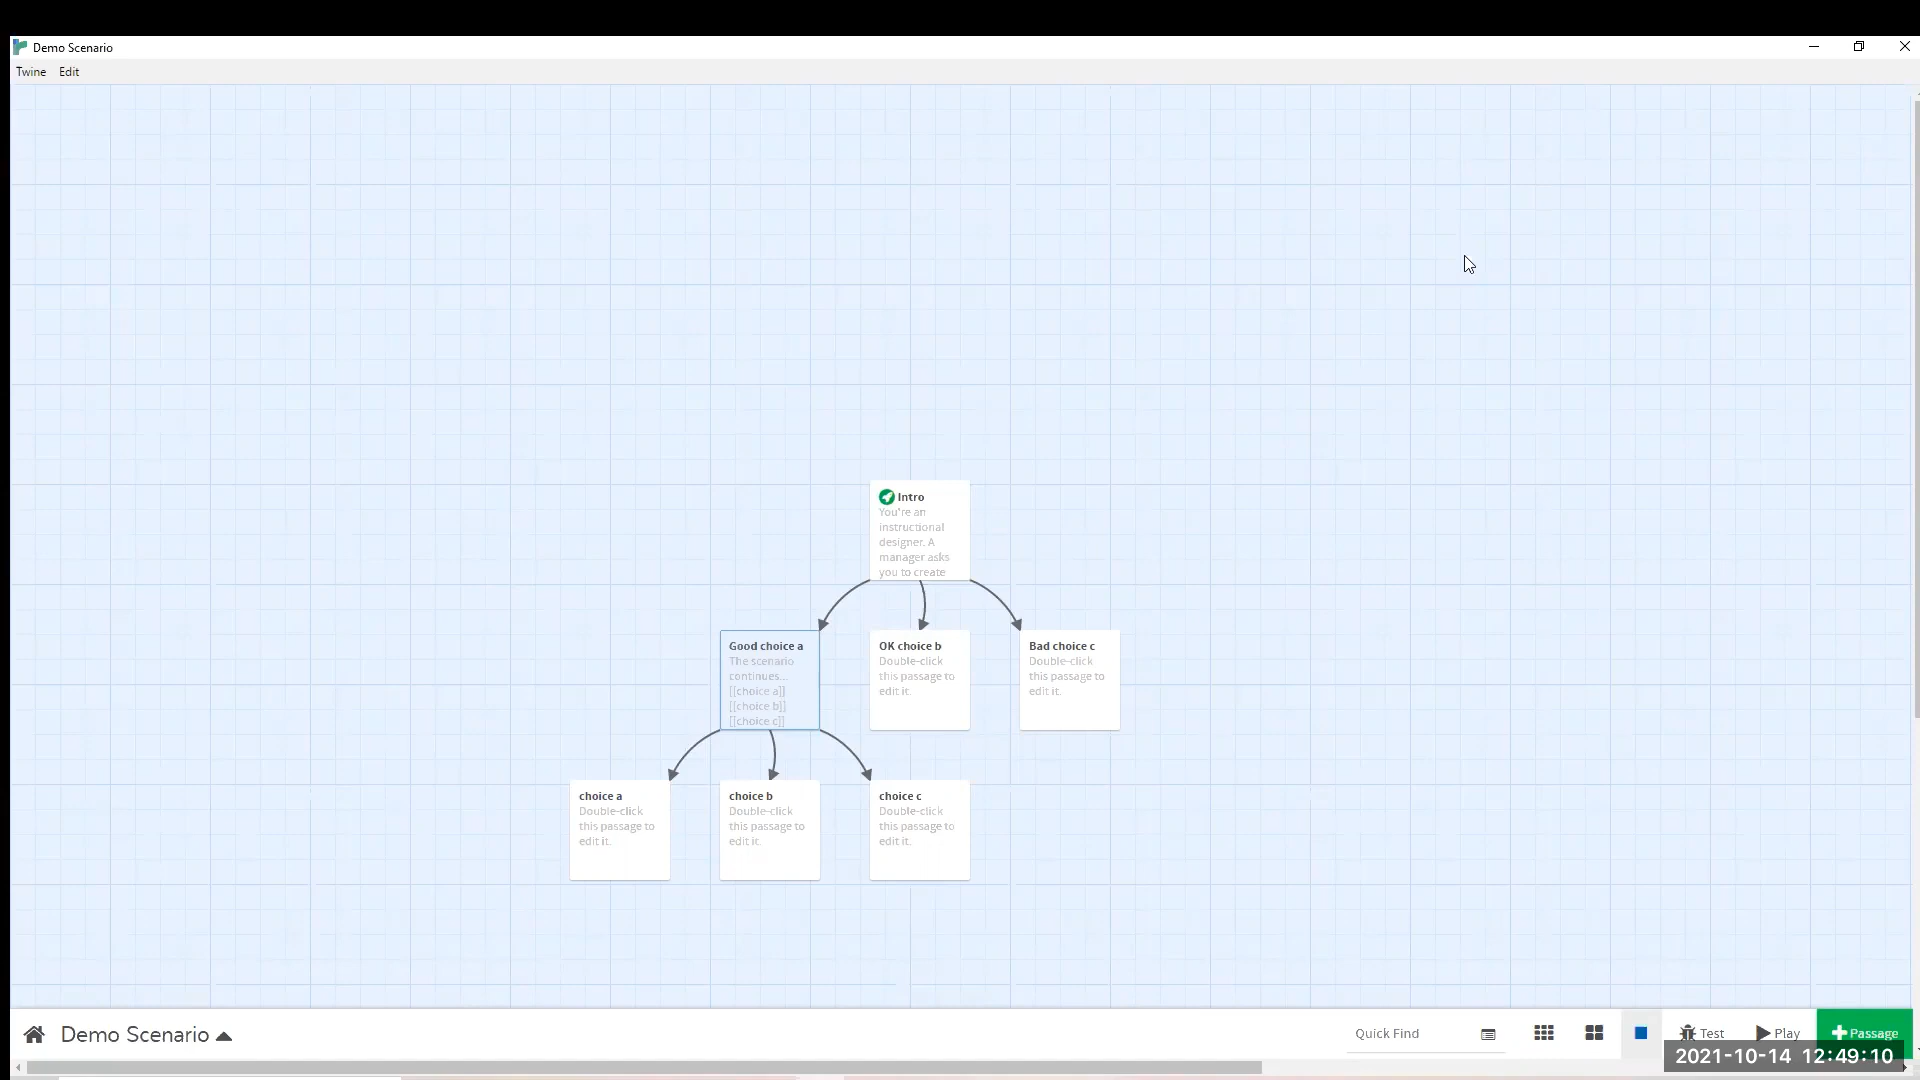 Demo Scenario
Twine Edit
Intro
You're an
instructional
designer. A
manager asks
you to create
Good choice a
The scenario
continues...
[[choice a]]
[[choice b]]
[[choice c]]
OK choice b
Double-click
this passage to
edit it.
Bad choice c
Double-click
this passage to
edit it.
choice a
Double-click
this passage to
edit it.
choice b
Double-click
this passage to
edit it.
choice c
Double-click
this passage to
edit it.
Demo Scenario
Quick Find
Test
Play
Passage
2021-10-14 12:49:10